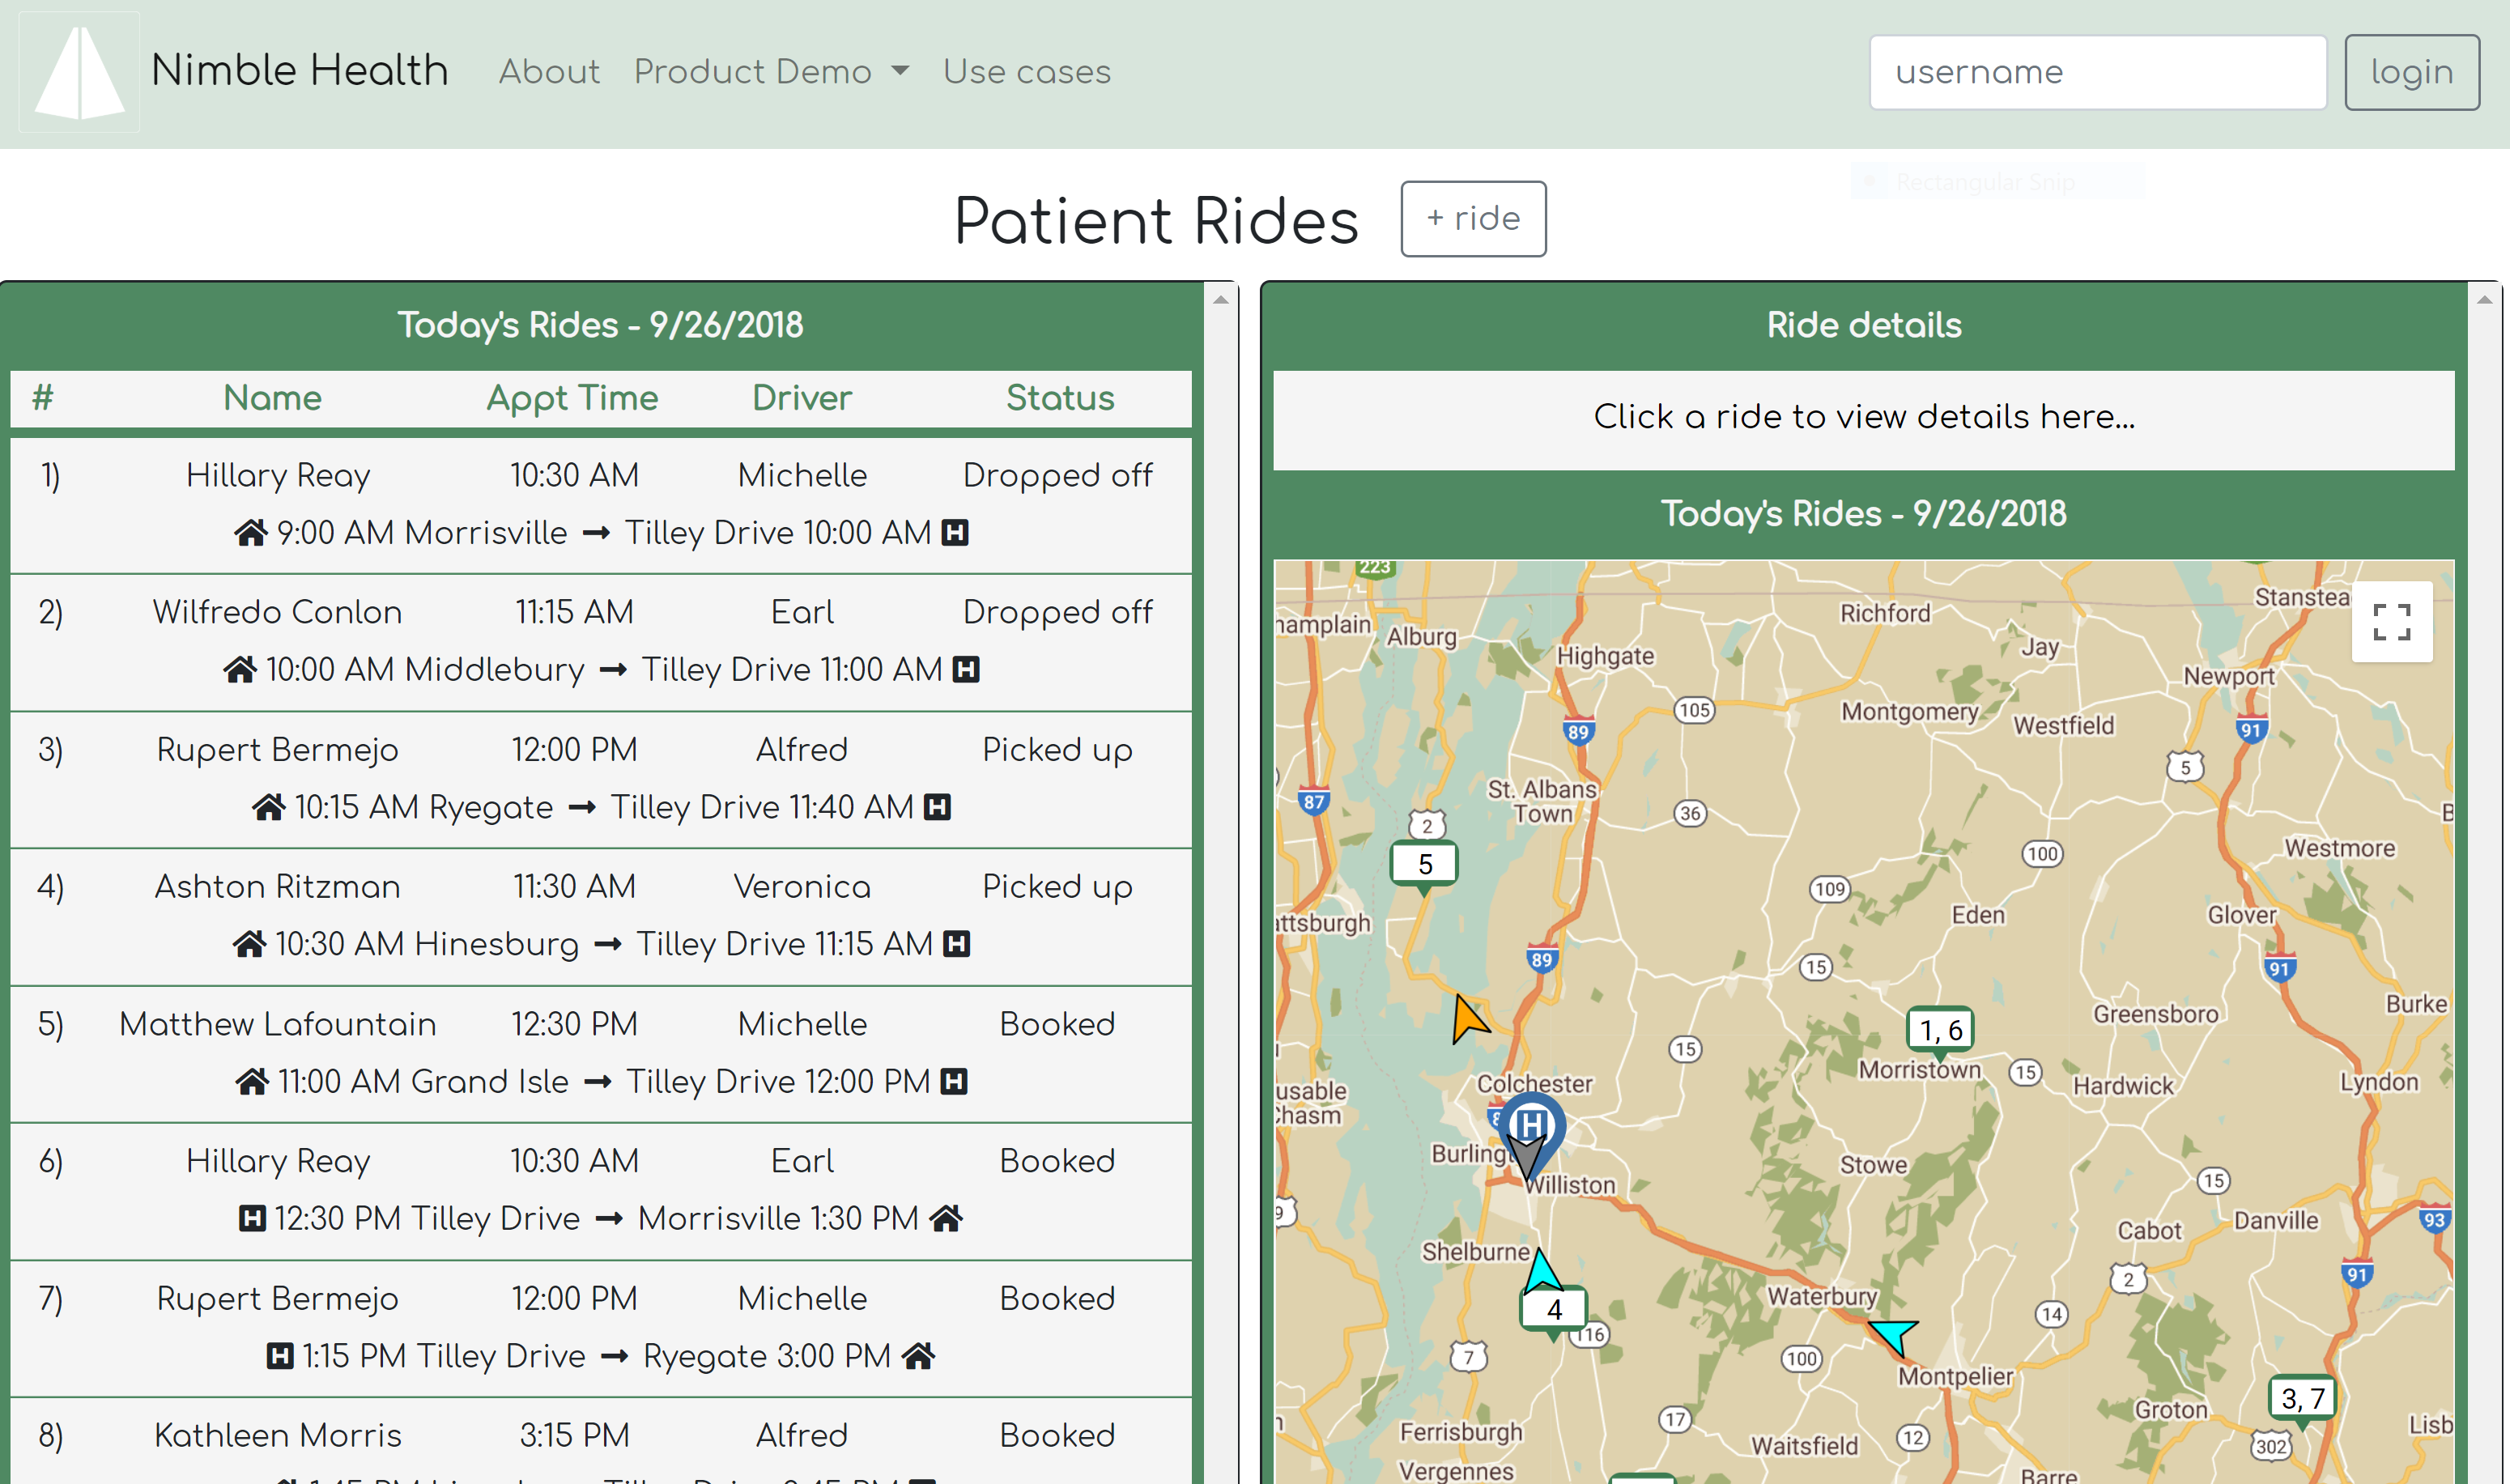 Nimble Health About Product Demo Use cases username login
Rectangular Snip
Patient Rides + ride
Today's Rides - 9/26/2018
# Name Appt Time Driver Status
1) Hillary Reay 10:30 AM Michelle Dropped off
9:00 AM Morrisville → Tilley Drive 10:00 AM H
2) Wilfredo Conlon 11:15 AM Earl Dropped off
10:00 AM Middlebury → Tilley Drive 11:00 AM H
3) Rupert Bermejo 12:00 PM Alfred Picked up
10:15 AM Ryegate → Tilley Drive 11:40 AM H
4) Ashton Ritzman 11:30 AM Veronica Picked up
10:30 AM Hinesburg → Tilley Drive 11:15 AM H
5) Matthew Lafountain 12:30 PM Michelle Booked
11:00 AM Grand Isle → Tilley Drive 12:00 PM H
6) Hillary Reay 10:30 AM Earl Booked
H 12:30 PM Tilley Drive → Morrisville 1:30 PM
7) Rupert Bermejo 12:00 PM Michelle Booked
H 1:15 PM Tilley Drive → Ryegate 3:00 PM
8) Kathleen Morris 3:15 PM Alfred Booked
Ride details
Click a ride to view details here...
Today's Rides - 9/26/2018
223
Stanstea
Richford
hamplain
Alburg
Jay
Highgate
Newport
105
Montgomery
Westfield
89
91
5
St. Albans
Town
87
36
2
Westmore
100
5
109
Eden
Glover
attsburgh
89
15
91
Burke
Greensboro
1, 6
15
Morristown
15
Colchester
Hardwick
Lyndon
usable
Chasm
H
Burlingt
Stowe
15
Williston
9
Danville
93
Cabot
Shelburne
91
2
Waterbury
4
14
116
7
100
Montpelier
3, 7
Groton
17
Lisb
Ferrisburgh
12
Waitsfield
302
Vergennes
Barre